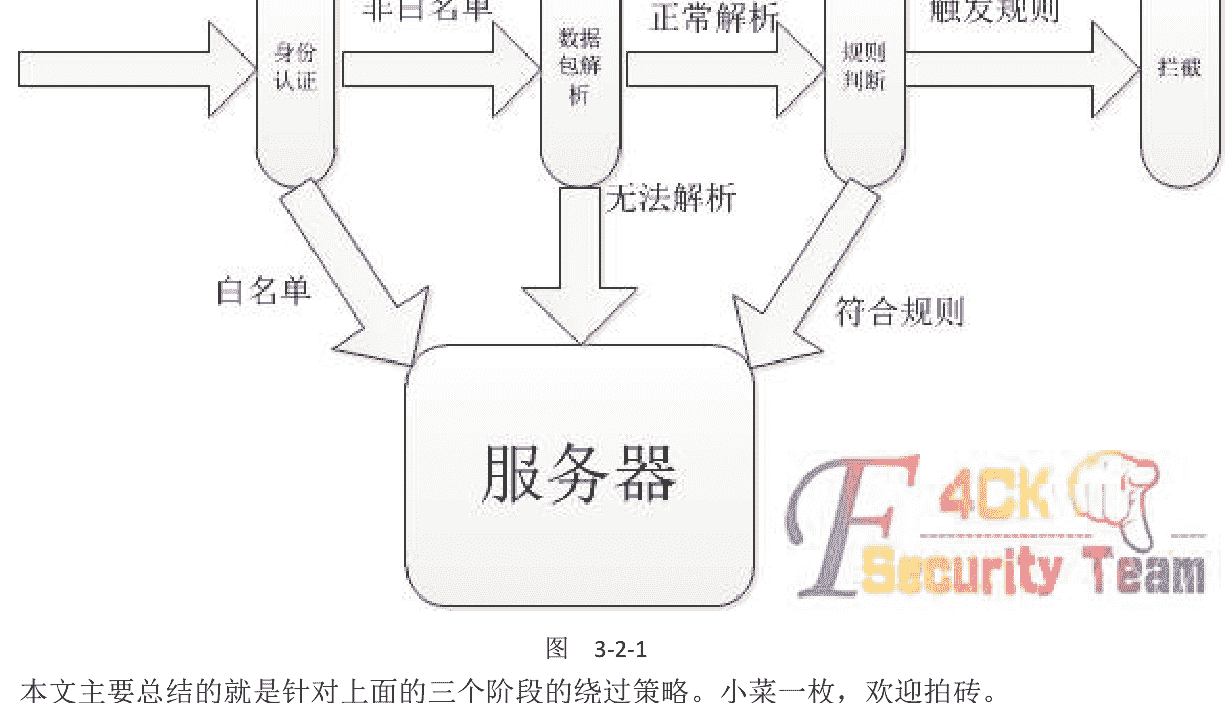 非白名单
正常解析
触发规则
身份
认证
数据
包解
析
规则
判断
拦截
无法解析
白名单
符合规则
服务器
F4CK
Security Team
图 3-2-1
本文主要总结的就是针对上面的三个阶段的绕过策略。小菜一枚，欢迎拍砖。